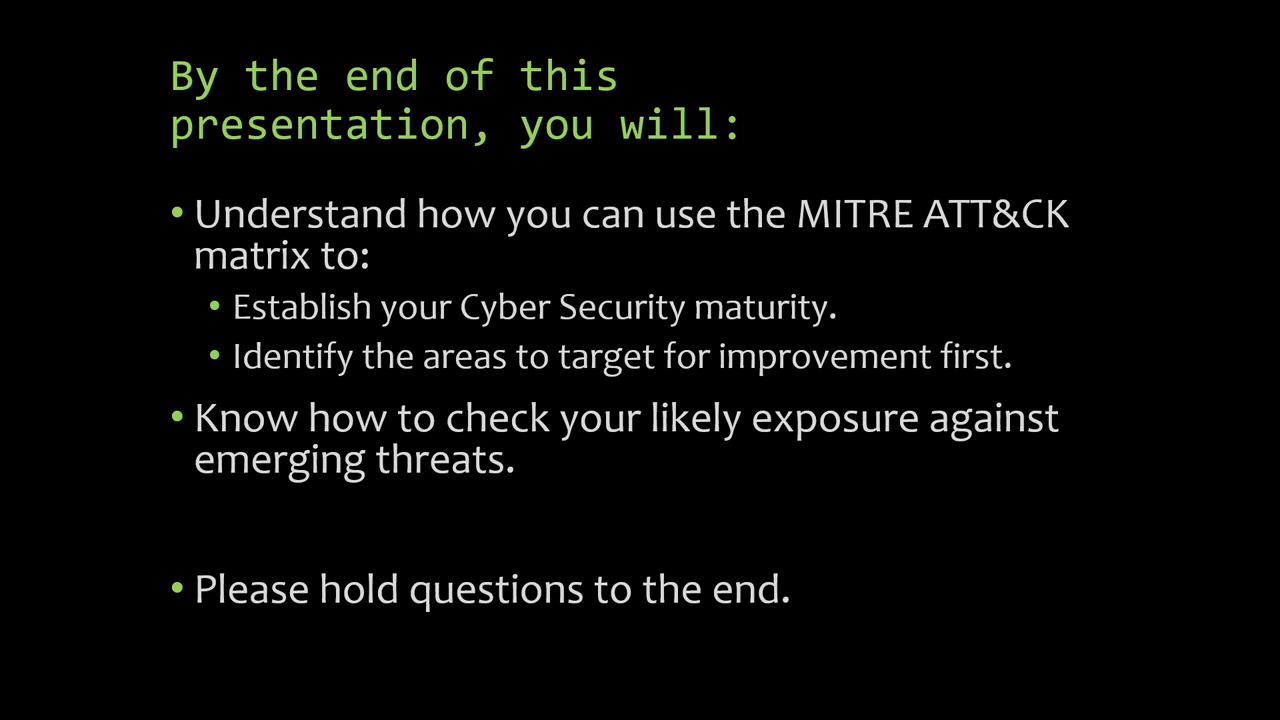 By the end of this
presentation, you will:
• Understand how you can use the MITRE ATT&CK
matrix to:
• Establish your Cyber Security maturity.
• Identify the areas to target for improvement first.
• Know how to check your likely exposure against
emerging threats.
• Please hold questions to the end.